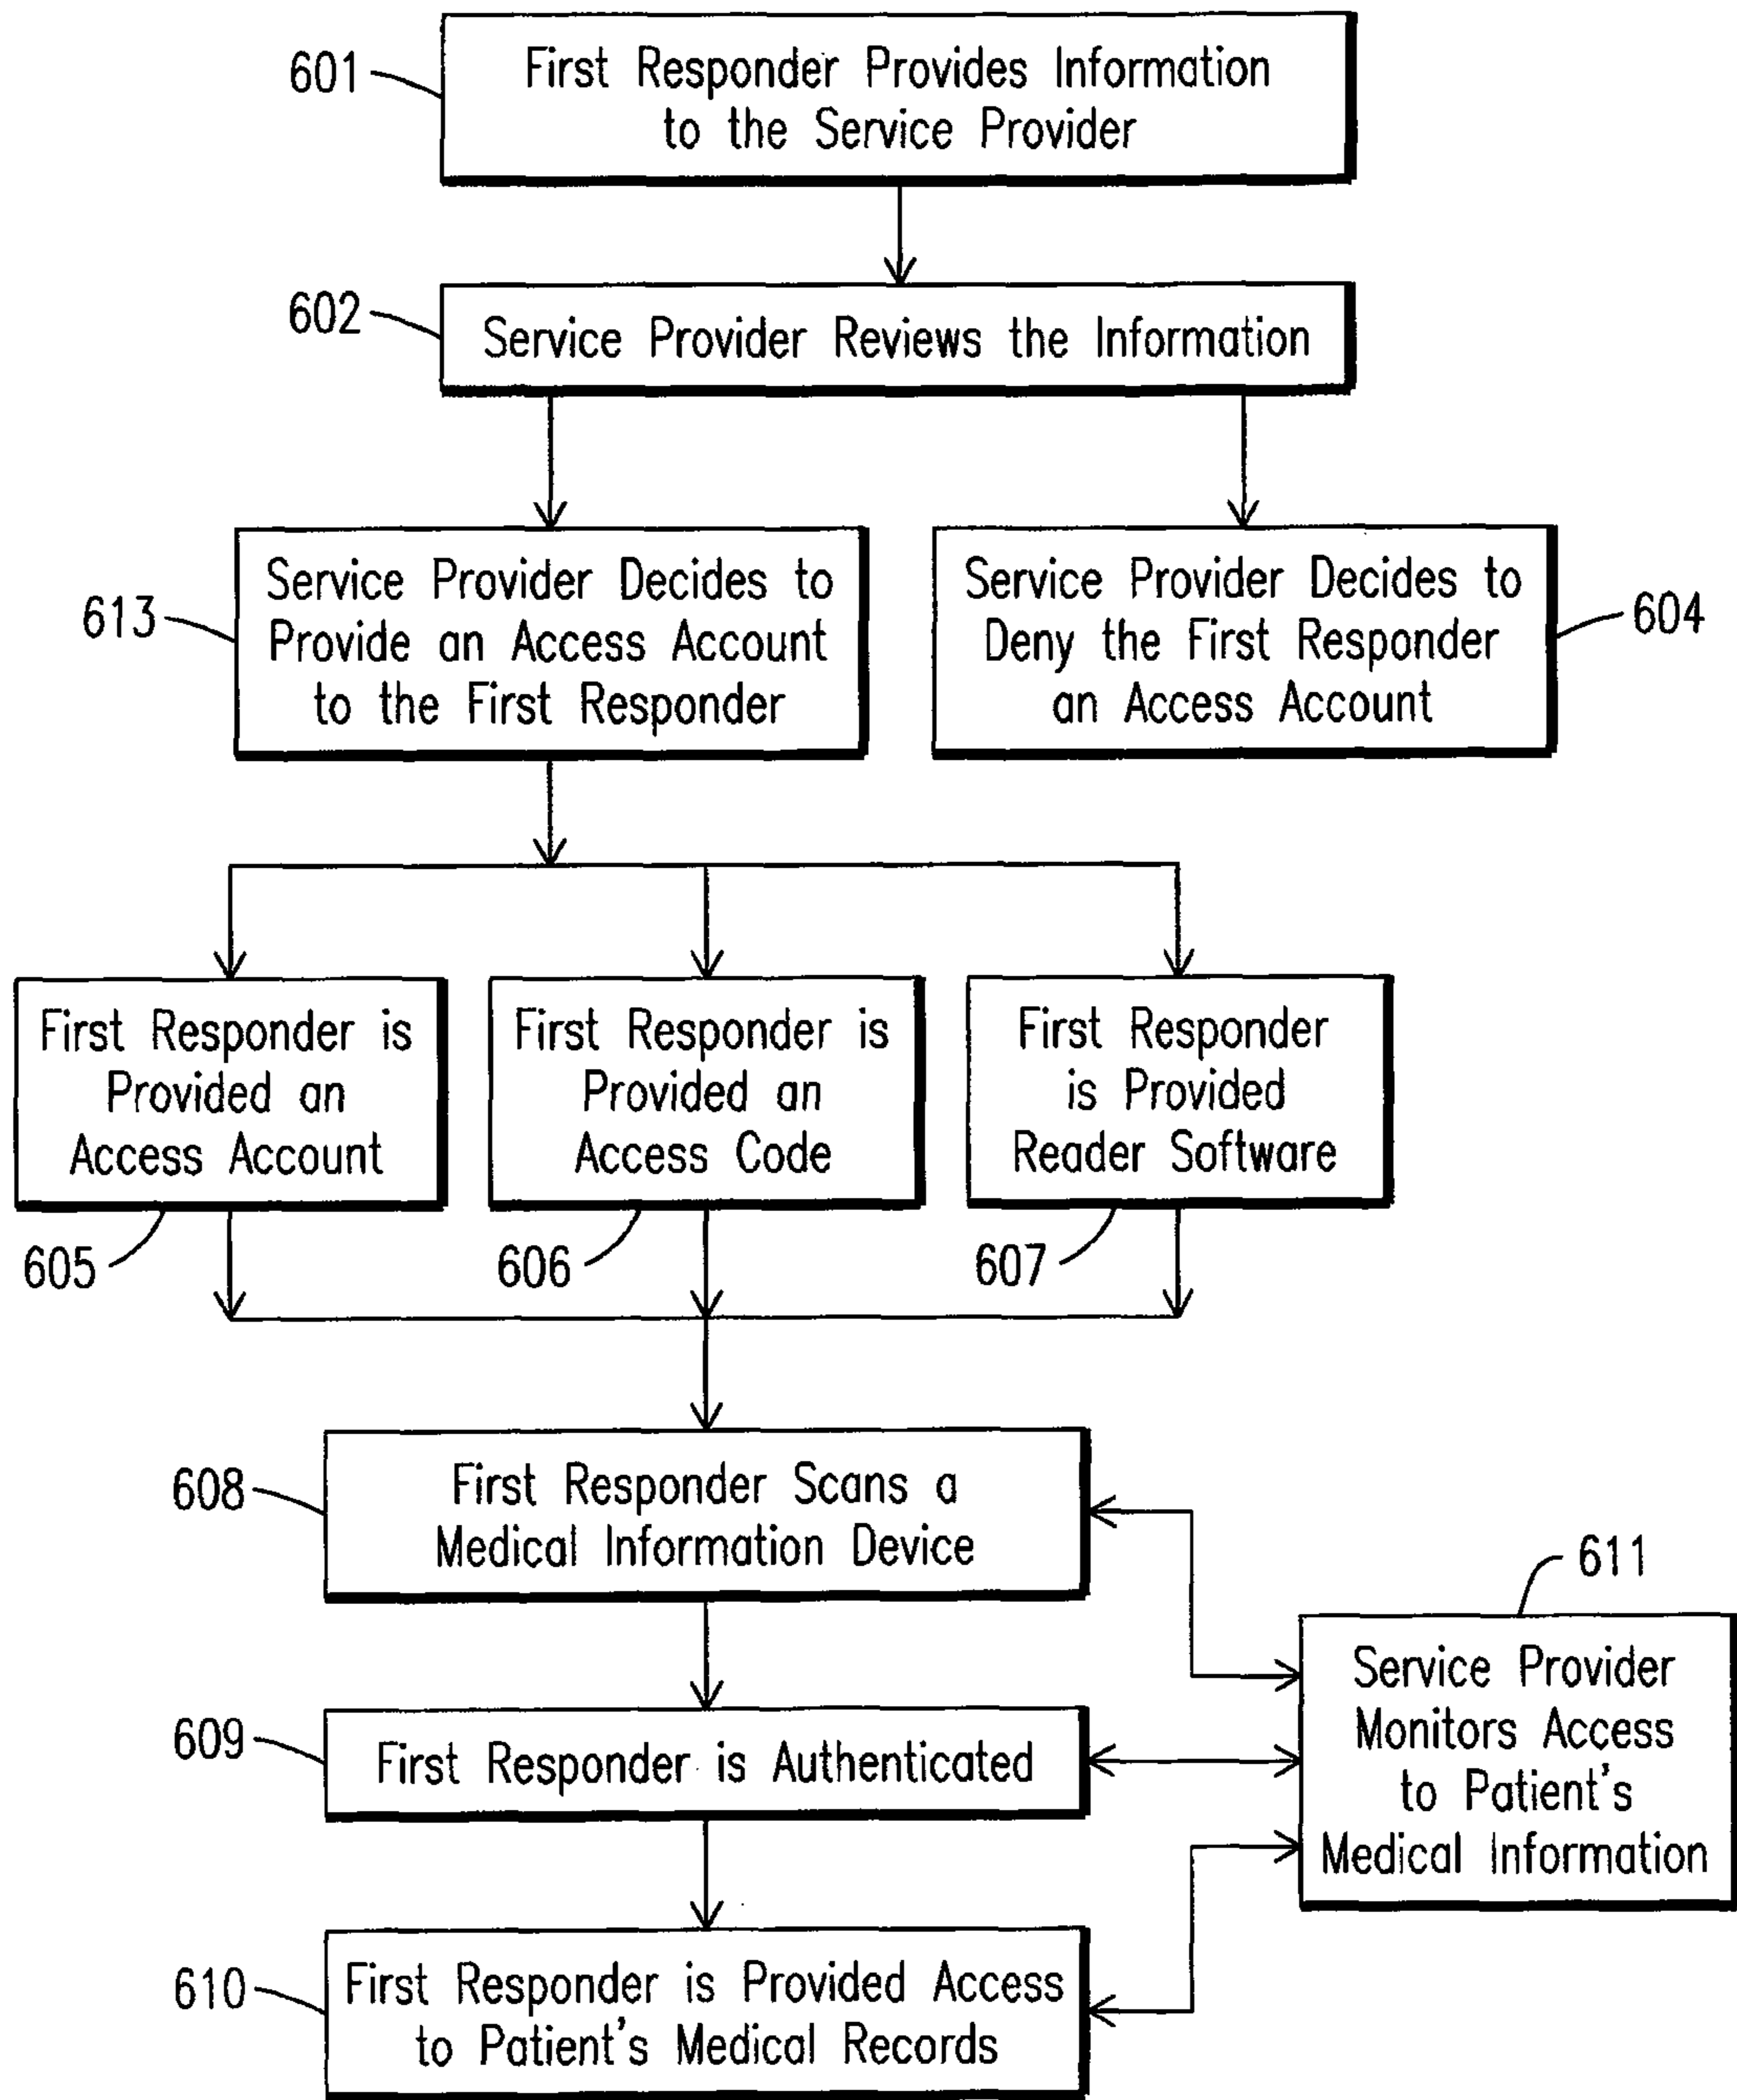 601
First Responder Provides Information
to the Service Provider
602
Service Provider Reviews the Information
613
Service Provider Decides to
Provide an Access Account
to the First Responder
Service Provider Decides to
Deny the First Responder
an Access Account
604
First Responder is
Provided an
Access Account
First Responder is
Provided an
Access Code
First Responder
is Provided
Reader Software
605
606
607
608
First Responder Scans a
Medical Information Device
611
Service Provider
Monitors Access
to Patient's
Medical Information
609
First Responder is Authenticated
610
First Responder is Provided Access
to Patient's Medical Records